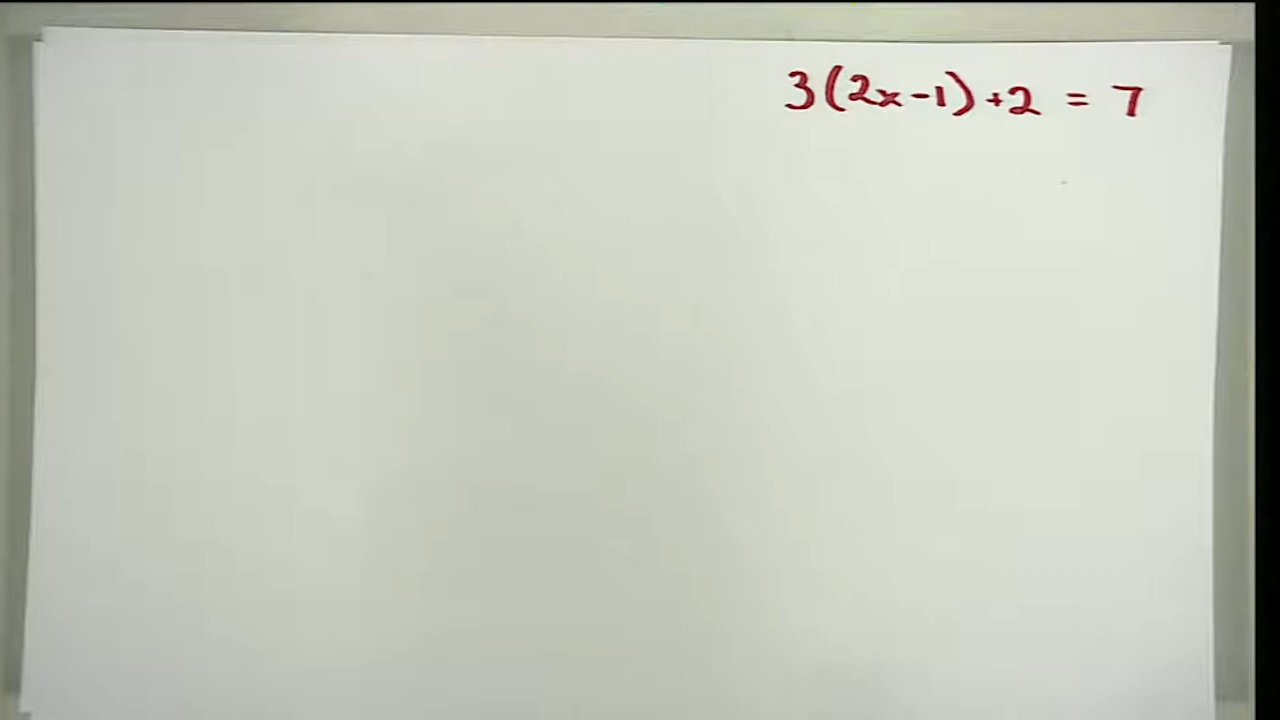 3(2x-1)+2 = 7